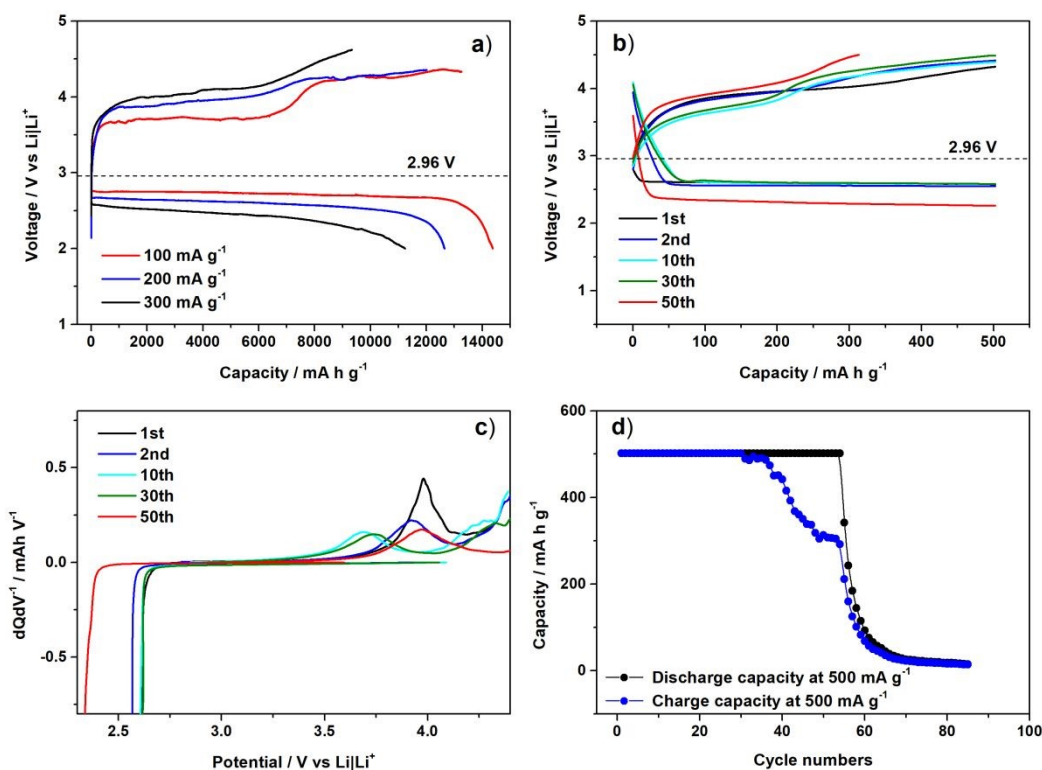 a)
5
4
3
2
1
Voltage / V vs Li|Li⁺
2.96 V
100 mA g⁻¹
200 mA g⁻¹
300 mA g⁻¹
0 2000 4000 6000 8000 10000 12000 14000
Capacity / mA h g⁻¹
b)
5
4
3
2
1
Voltage / V vs Li|Li⁺
2.96 V
1st
2nd
10th
30th
50th
0 100 200 300 400 500
Capacity / mA h g⁻¹
c)
1st
2nd
10th
30th
50th
0.5
0.0
-0.5
dQdV⁻¹ / mAh V⁻¹
2.5 3.0 3.5 4.0
Potential / V vs Li|Li⁺
d)
600
400
200
0
Capacity / mA h g⁻¹
Discharge capacity at 500 mA g⁻¹
Charge capacity at 500 mA g⁻¹
0 20 40 60 80 100
Cycle numbers